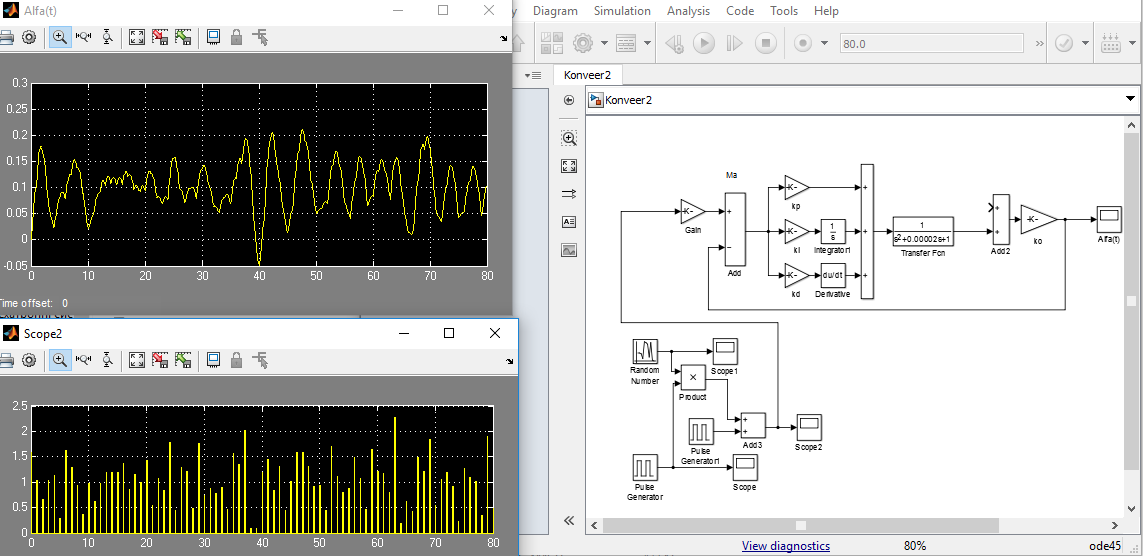 Alfa(t)
0.3
0.25
0.2
0.15
0.1
0.05
0
-0.05
0 10 20 30 40 50 60 70 80
Time offset: 0
Scope2
2.5
2
1.5
1
0.5
0
0 10 20 30 40 50 60 70 80
y Diagram Simulation Analysis Code Tools Help
80.0
»
Konveer2
Konveer2
Ma
-K-
kp
-K-
Gain
+
−
Add
-K-
ki
1
s
Integrator1
-K-
kd
du/dt
Derivative
+
+
+
1
s²+0.00002s+1
Transfer Fcn
+
+
Add2
-K-
ko
Alfa(t)
Random
Number
Scope1
×
Product
Pulse
Generator1
+
+
Add3
Scope2
Pulse
Generator
Scope
«
View diagnostics 80% ode45